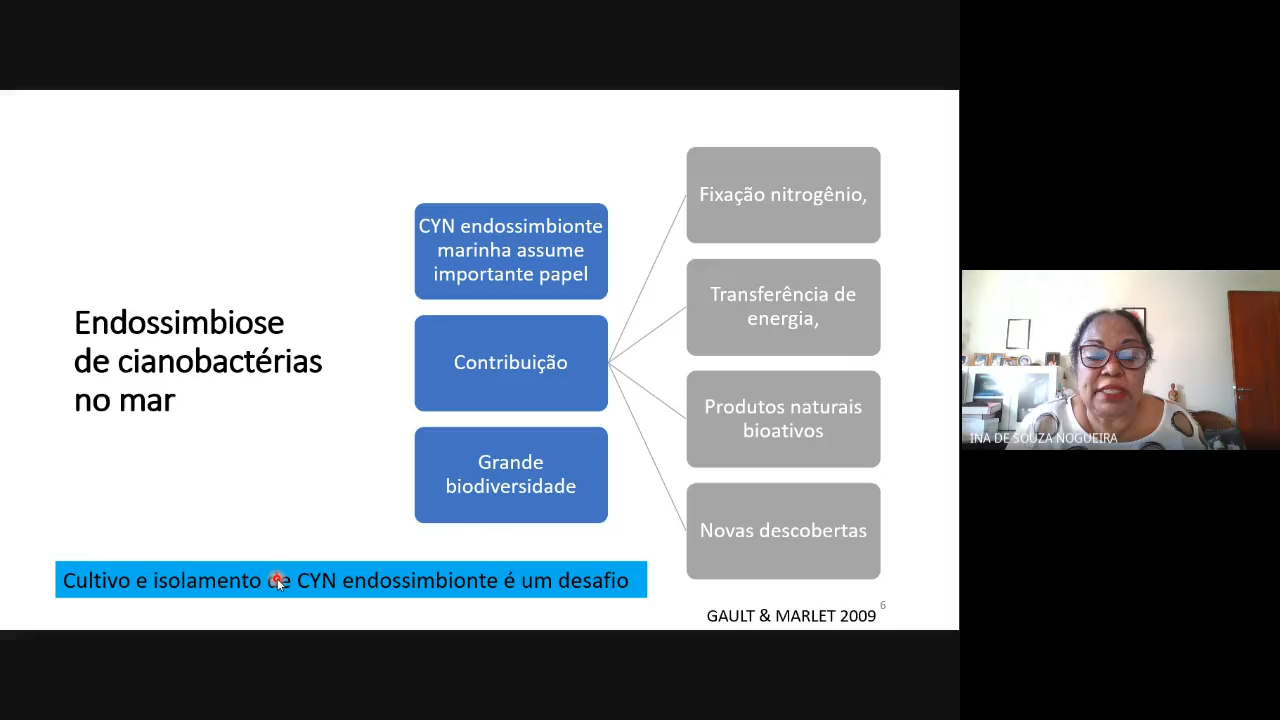 Endossimbiose
de cianobactérias
no mar
CYN endossimbionte
marinha assume
importante papel
Contribuição
Grande
biodiversidade
Fixação nitrogênio,
Transferência de
energia,
Produtos naturais
bioativos
Novas descobertas
Cultivo e isolamento de CYN endossimbionte é um desafio
GAULT & MARLET 2009
6
INA DE SOUZA NOGUEIRA